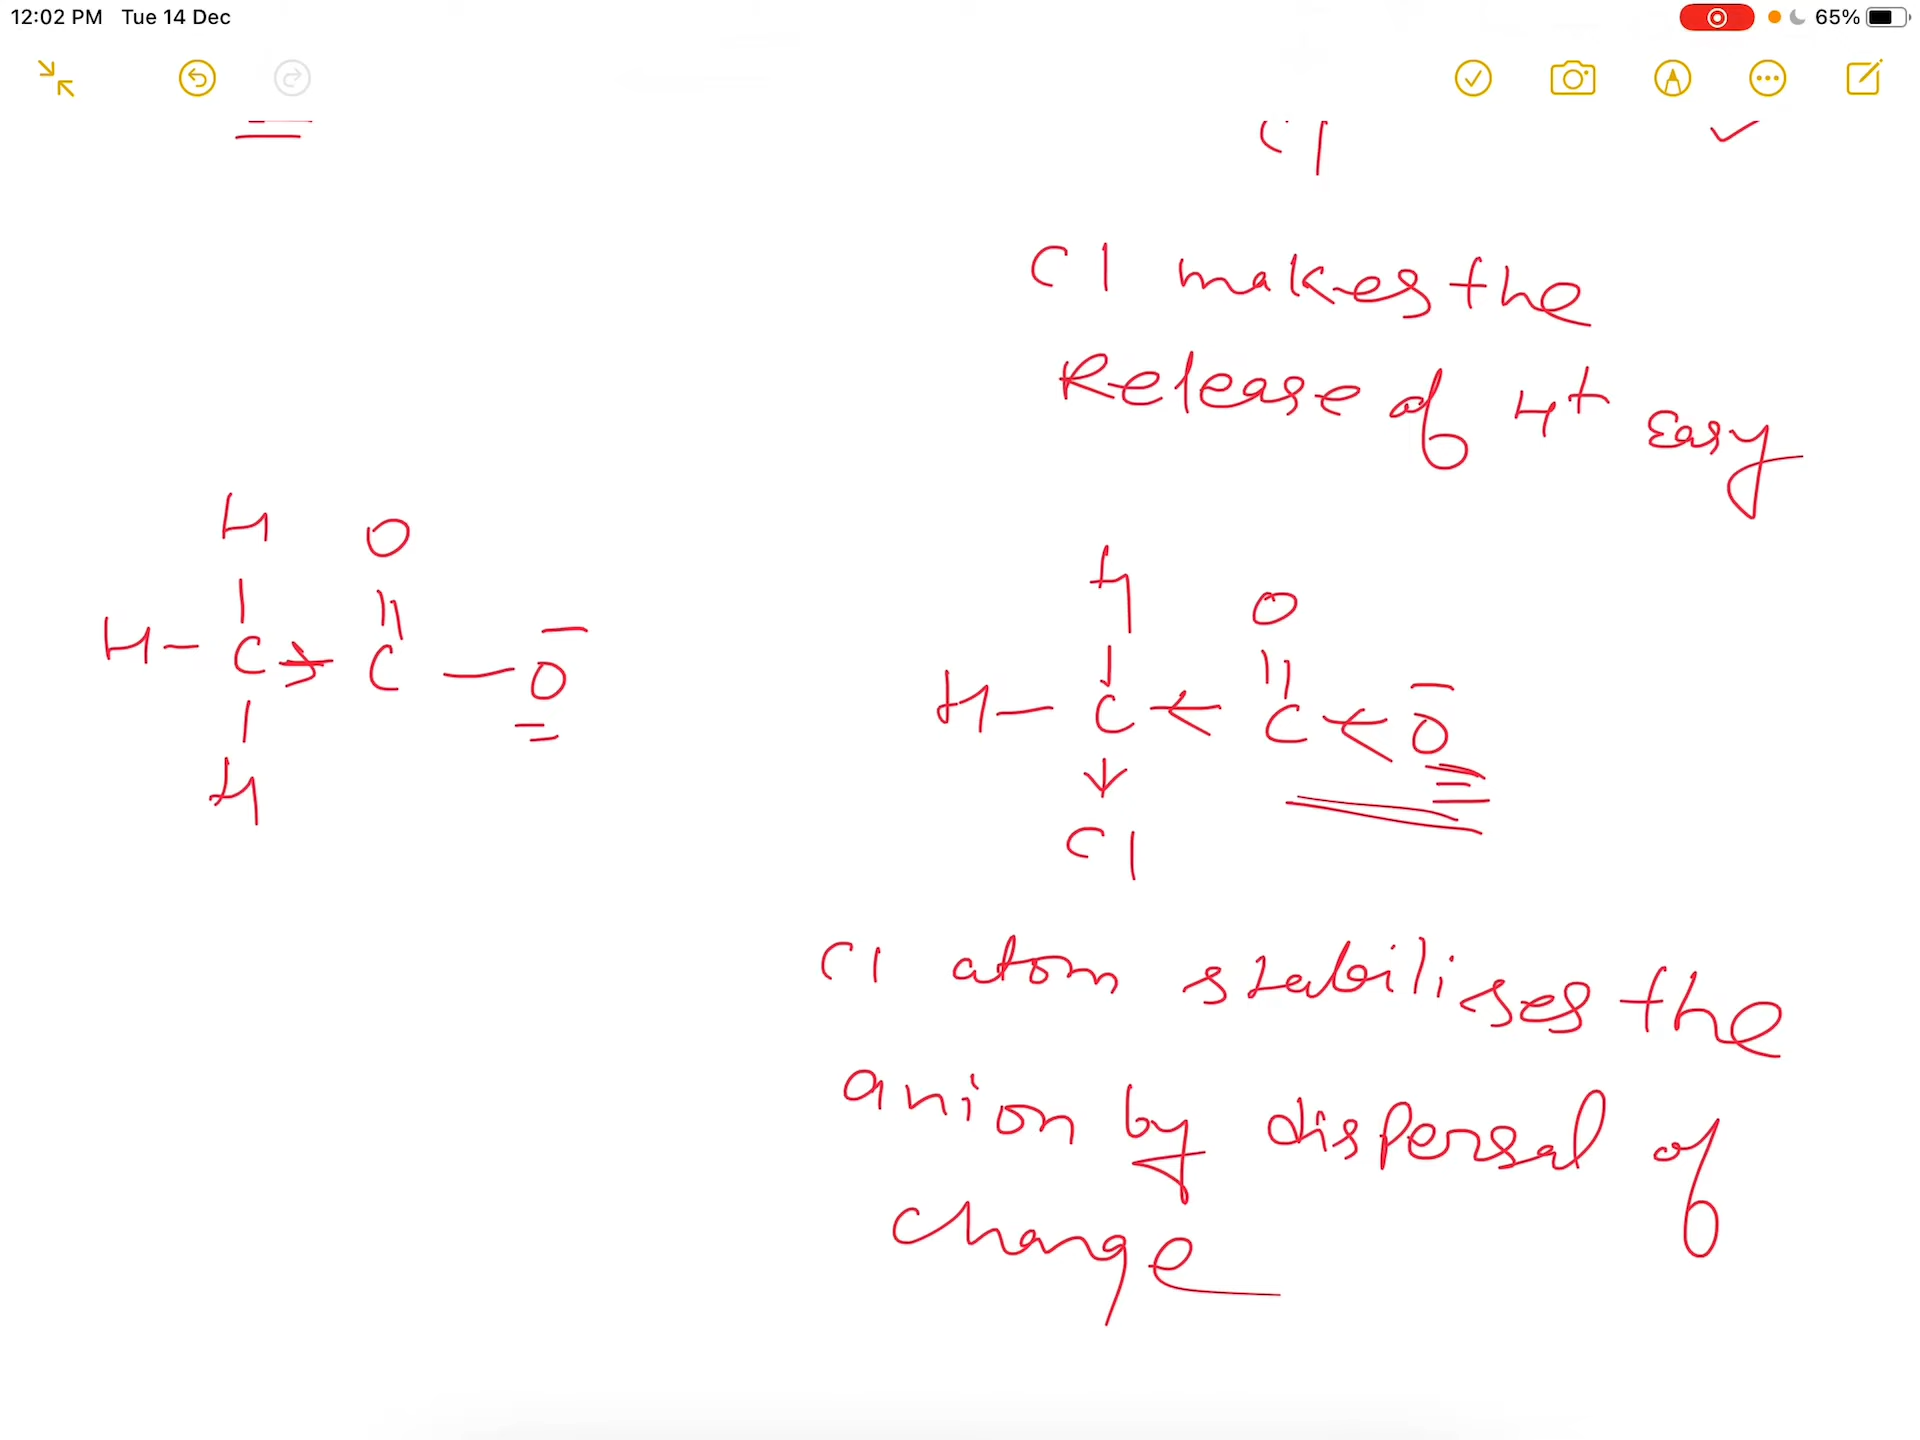 12:02 PM Tue 14 Dec
65%
Cl
Cl makes the
Release of H+ Easy
H O
H - C → C - O
H
H O
H - C ← C ← O
↓
Cl
Cl atom stabilises the
anion by dispersal of
charge